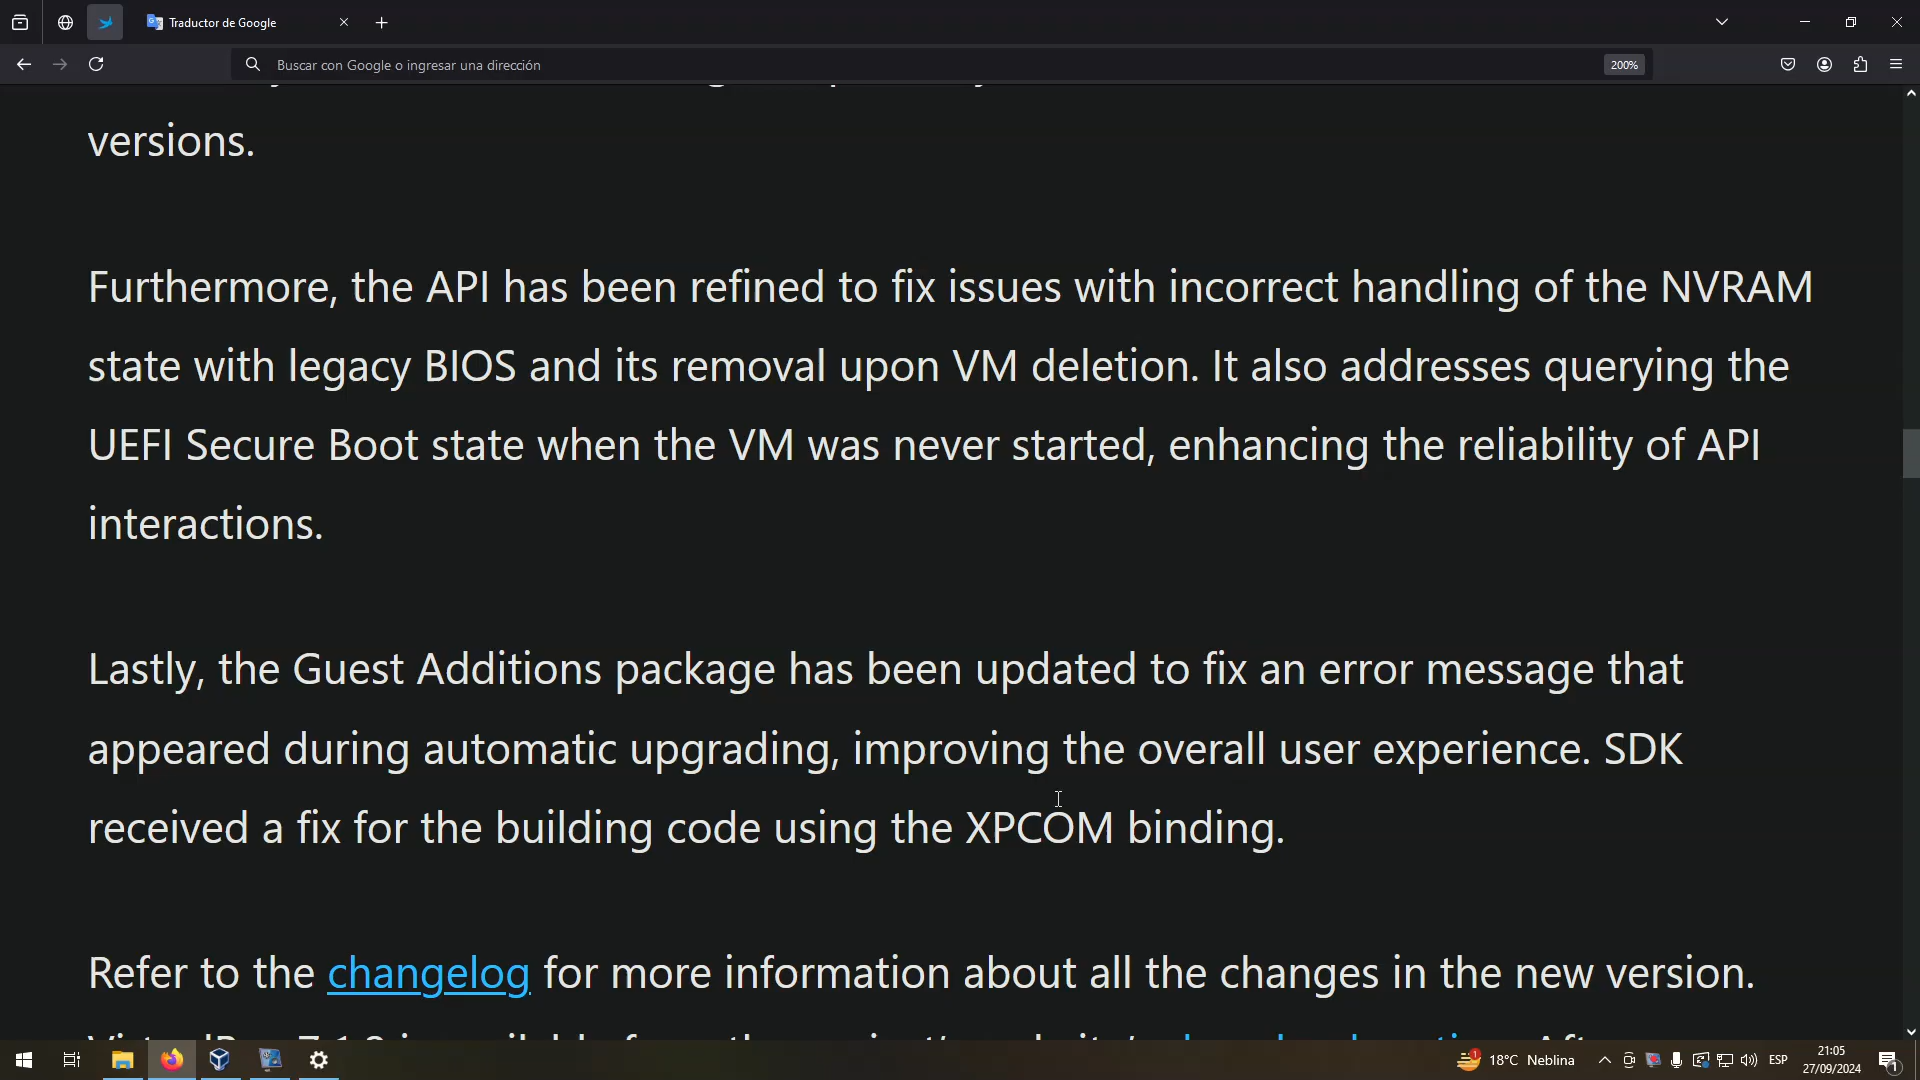 Traductor de Google
Buscar con Google o ingresar una dirección
200%
versions.
Furthermore, the API has been refined to fix issues with incorrect handling of the NVRAM
state with legacy BIOS and its removal upon VM deletion. It also addresses querying the
UEFI Secure Boot state when the VM was never started, enhancing the reliability of API
interactions.
Lastly, the Guest Additions package has been updated to fix an error message that
appeared during automatic upgrading, improving the overall user experience. SDK
received a fix for the building code using the XPCOM binding.
Refer to the changelog for more information about all the changes in the new version.
1
18°C Neblina
ESP
21:05
27/09/2024
1